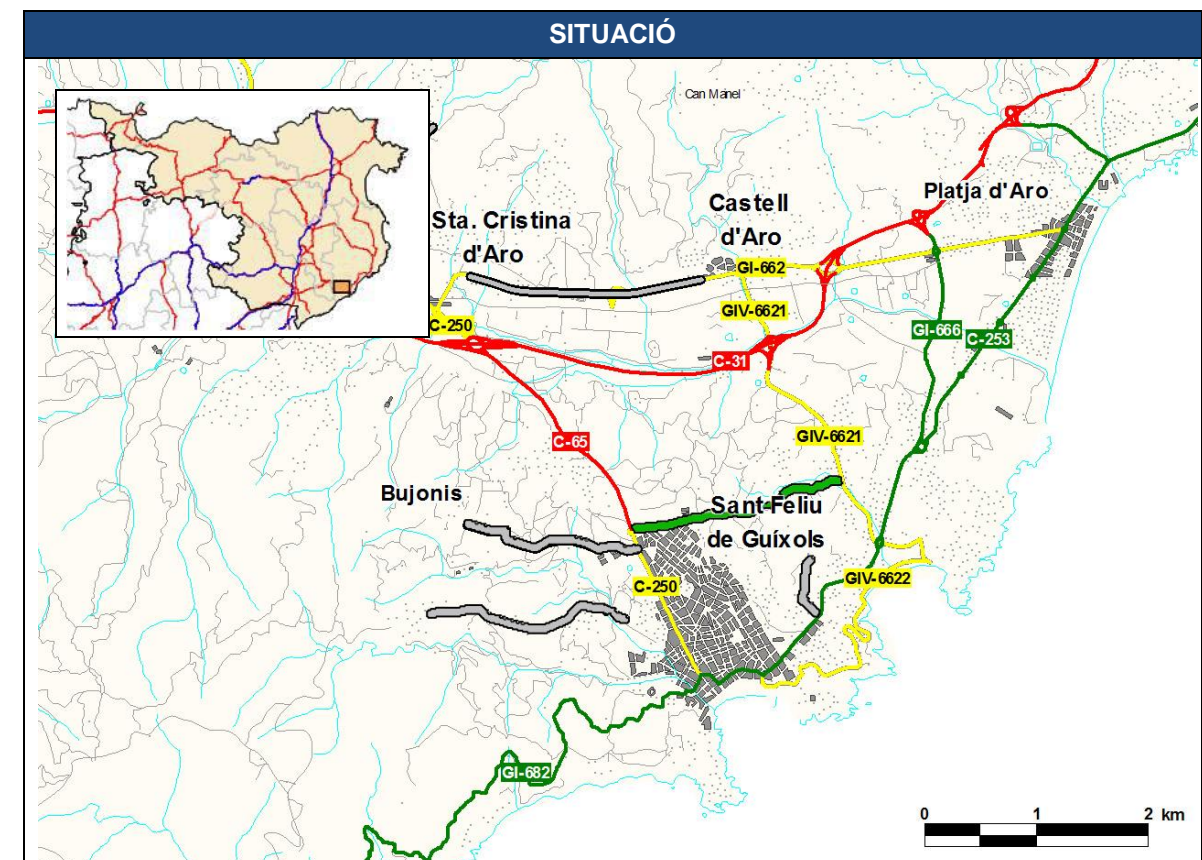 SITUACIÓ
Can Manel
Platja d'Aro
Castell
d'Aro
Sta. Cristina
d'Aro
GI-662
GIV-6621
C-250
GI-666
C-253
C-31
C-65
GIV-6621
Bujonis
Sant Feliu
de Guíxols
C-250
GIV-6622
GI-682
0 1 2 km